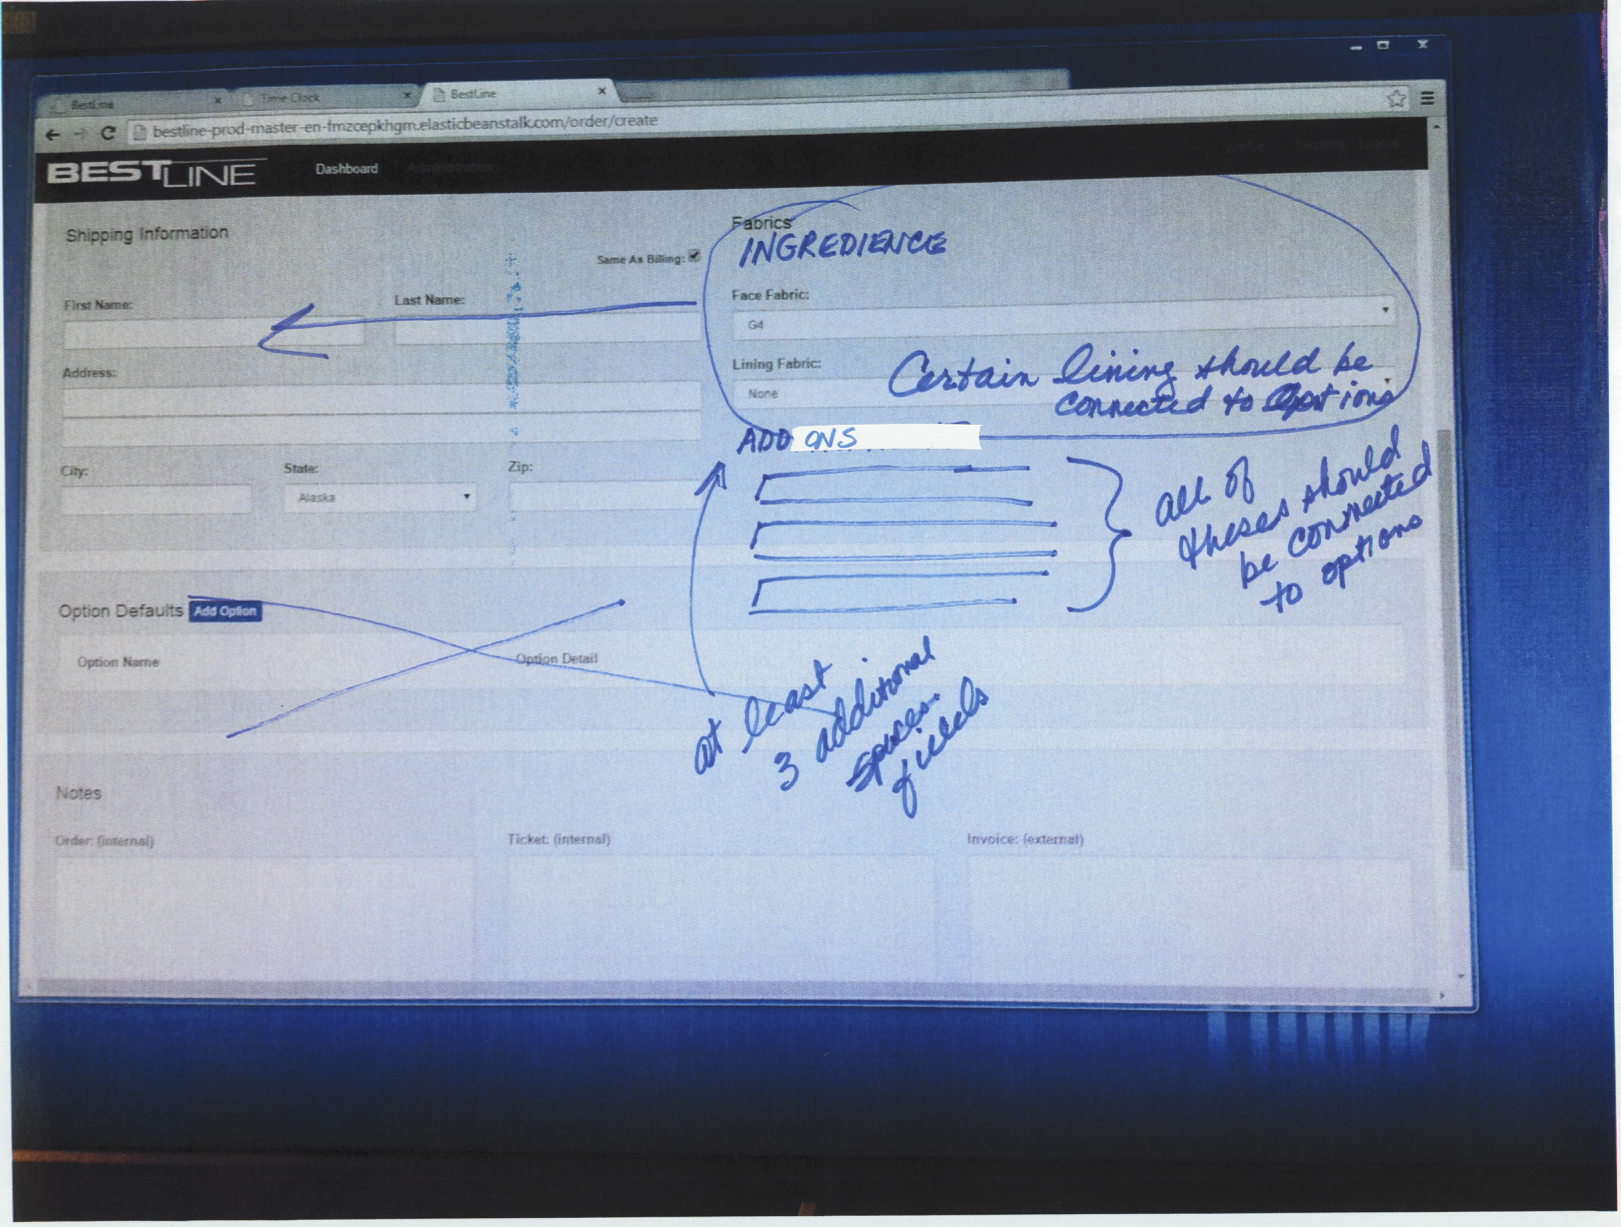 BestLine
Time Clock
BestLine
bestline-prod-master-en-fmzcepkhgm.elasticbeanstalk.com/order/create
BESTLINE
Dashboard
Administration
Shipping Information
Same As Billing:
First Name:
Last Name:
Address:
City:
State:
Zip:
Alaska
Fabrics
INGREDIENCE
Face Fabric:
G4
Lining Fabric:
None
Certain lining should be
connected to Options
ADD ONS
all of
theses should
be connected
to options
at least
3 additional
spaces.
fields
Option Defaults Add Option
Option Name
Option Detail
Notes
Order: (internal)
Ticket: (internal)
Invoice: (external)